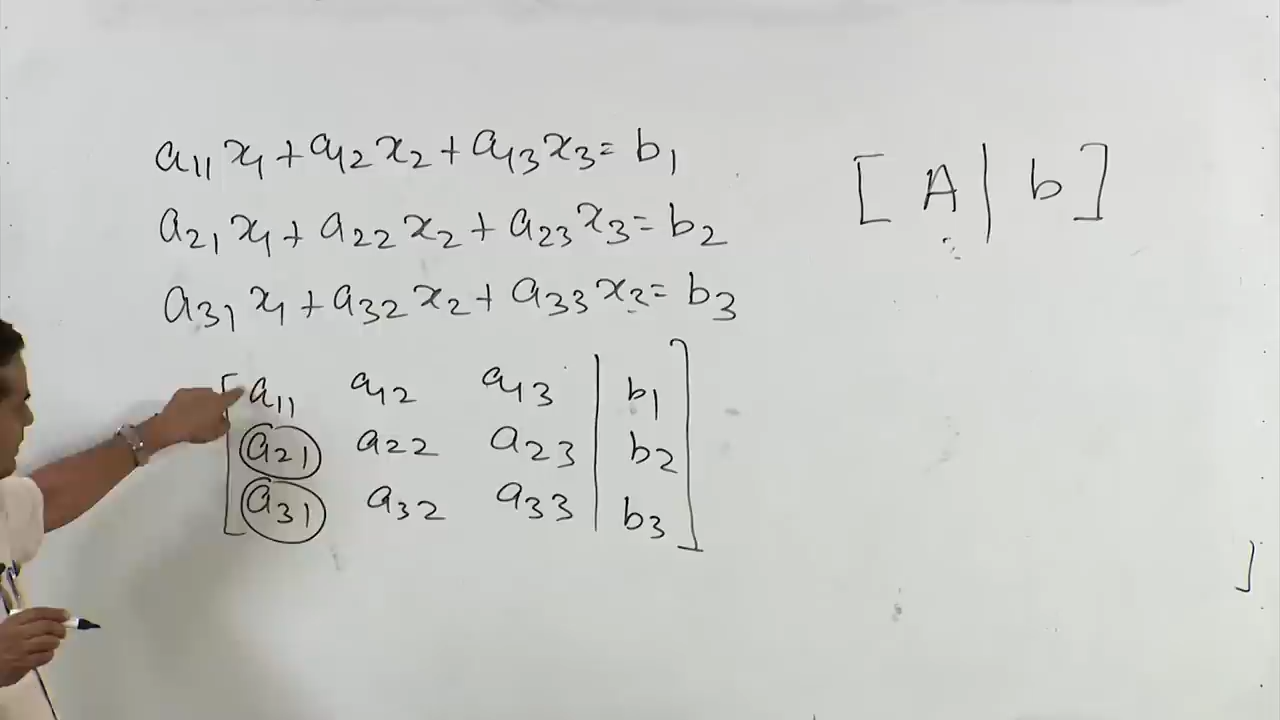 a11 x1 + a12 x2 + a13 x3 = b1
a21 x1 + a22 x2 + a23 x3 = b2
a31 x1 + a32 x2 + a33 x3 = b3
[ A | b ]
[ a11 a12 a13 | b1
a21 a22 a23 | b2
a31 a32 a33 | b3 ]
]